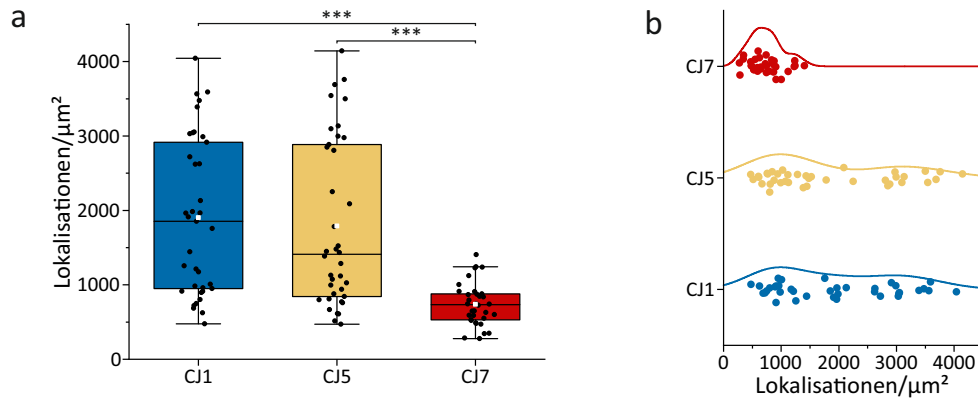 a
***
***
Lokalisationen/µm²
4000
3000
2000
1000
0
CJ1 CJ5 CJ7
b
CJ7
CJ5
CJ1
0 1000 2000 3000 4000
Lokalisationen/µm²